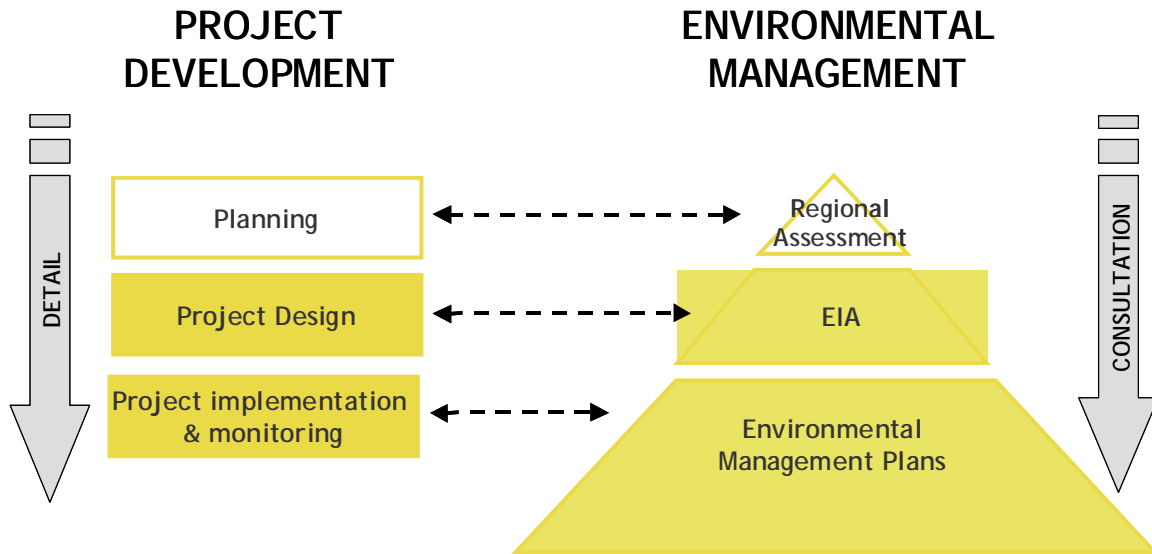 PROJECT
DEVELOPMENT
ENVIRONMENTAL
MANAGEMENT
DETAIL
Planning
Regional
Assessment
CONSULTATION
Project Design
EIA
Project implementation
& monitoring
Environmental
Management Plans